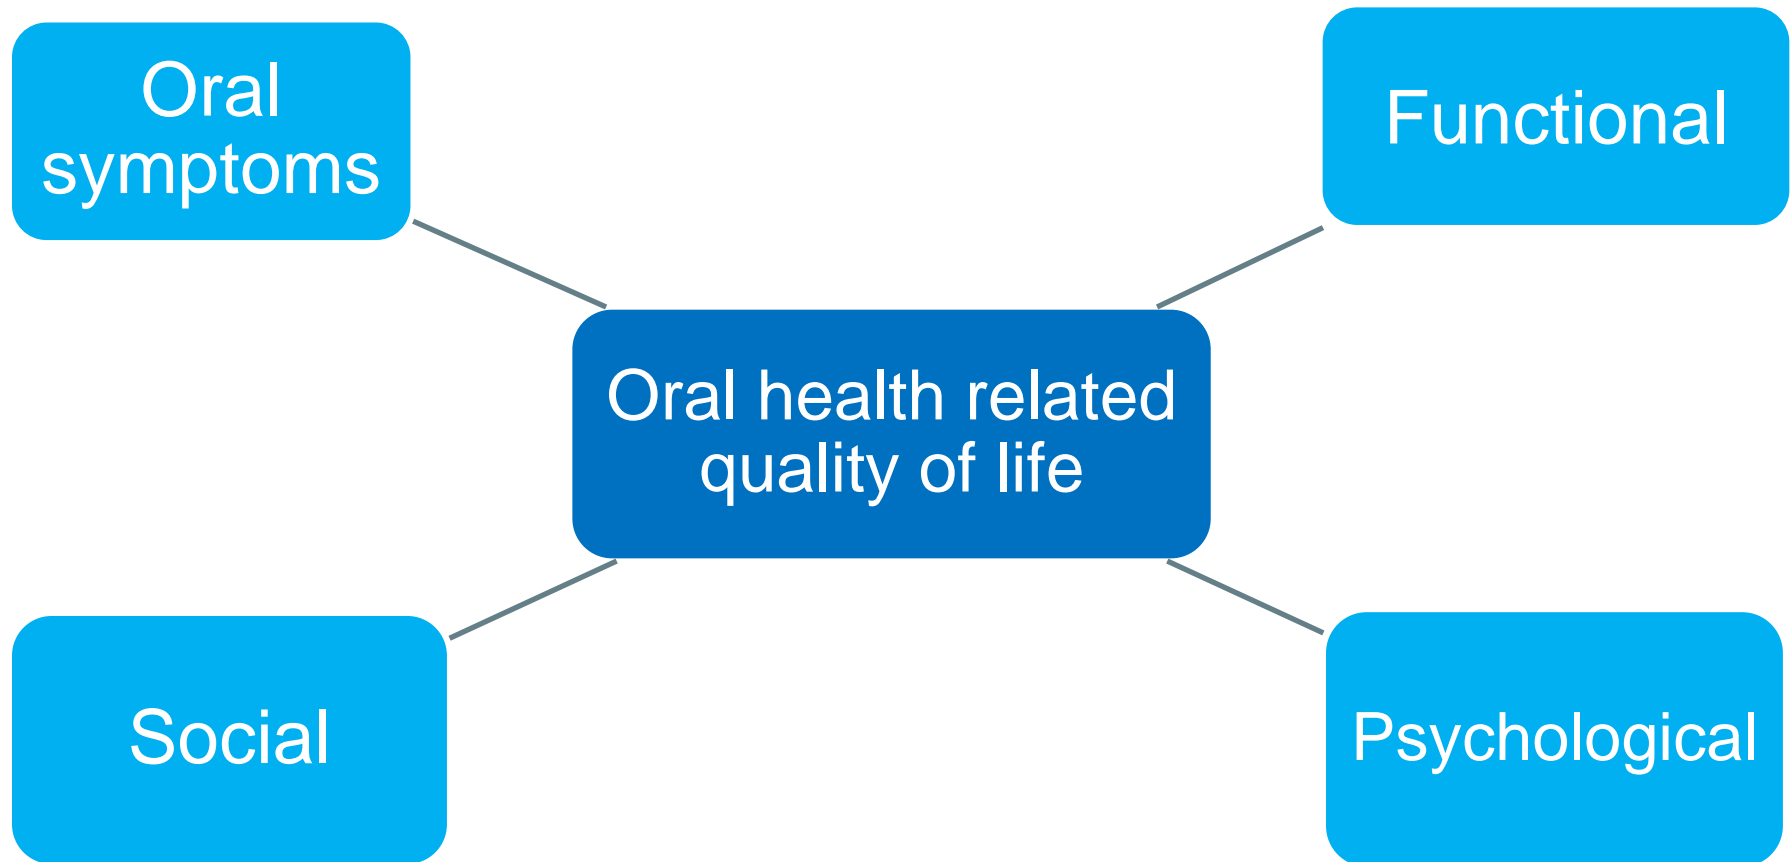 Oral
symptoms
Functional
Oral health related
quality of life
Social
Psychological